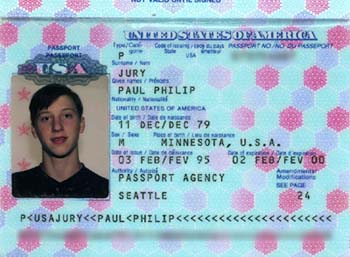 NOT VALID UNTIL SIGNED
UNITED STATES OF AMERICA
PASSPORT
PASSEPORT
USA
Type/Caté-
gorie
Code of issuing / code du pays
State émetteur
PASSPORT NO./NO. DU PASSEPORT
P USA
Surname / Nom
JURY
Given names / Prénoms
PAUL PHILIP
Nationality / Nationalité
UNITED STATES OF AMERICA
Date of birth / Date de naissance
11 DEC/DEC 79
Sex / Sexe Place of birth / Lieu de naissance
M MINNESOTA, U.S.A.
Date of issue / Date de délivrance Date of expiration / Date d'expiration
03 FEB/FEV 95 02 FEB/FEV 00
Authority / Autorité
PASSPORT AGENCY
Amendments/
Modifications
SEE PAGE
SEATTLE 24
P<USAJURY<<PAUL<PHILIP<<<<<<<<<<<<<<<<<<<<<